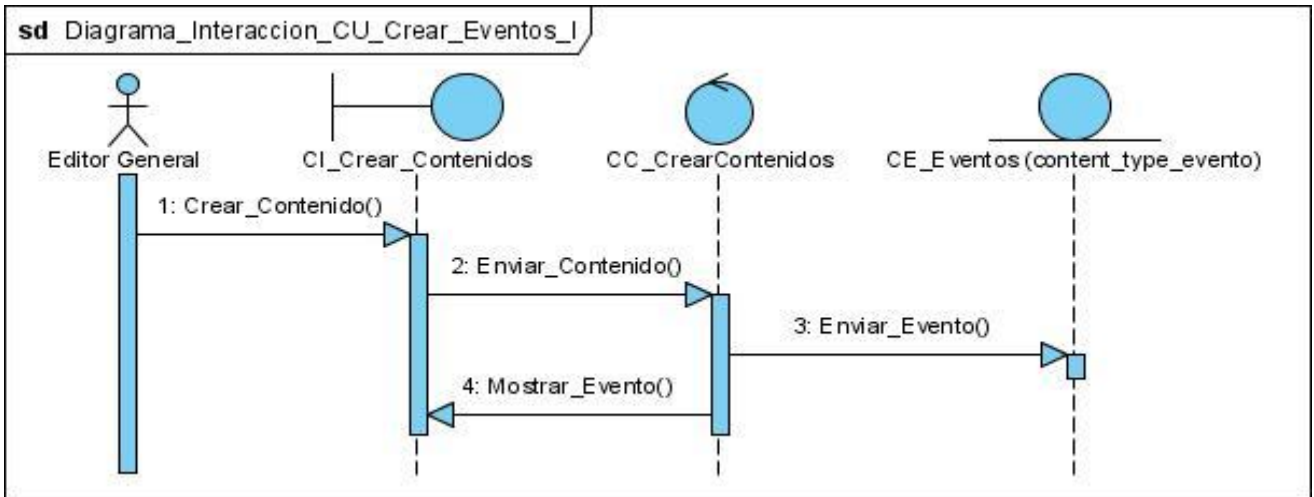 sd Diagrama_Interaccion_CU_Crear_Eventos_I
Editor General
CI_Crear_Contenidos
CC_CrearContenidos
CE_Eventos (content_type_evento)
1: Crear_Contenido()
2: Enviar_Contenido()
3: Enviar_Evento()
4: Mostrar_Evento()